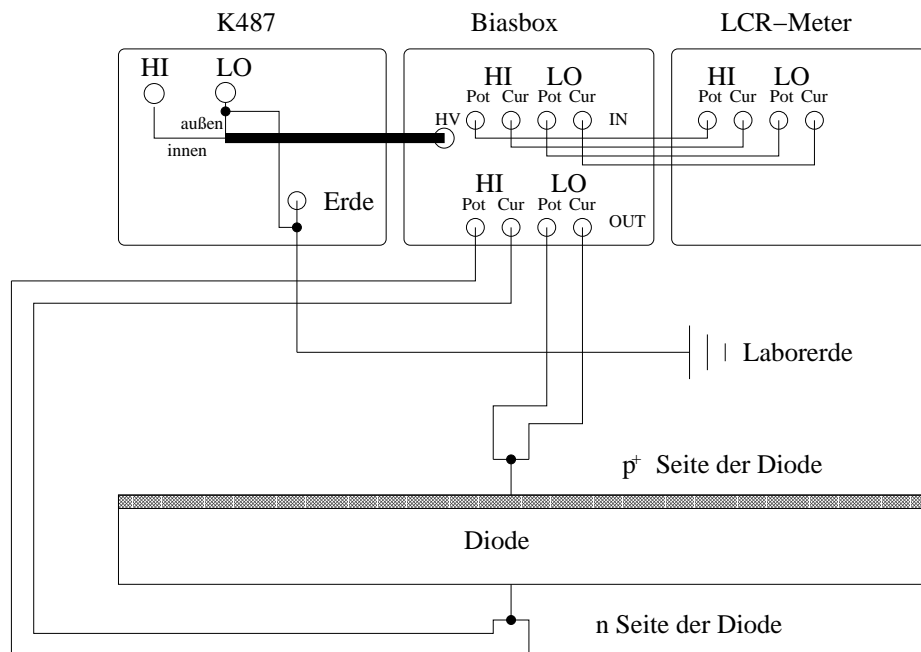 K487 Biasbox LCR−Meter
HI LO HI LO HI LO
Pot Cur Pot Cur Pot Cur Pot Cur
außen HV IN
innen
HI LO
Erde Pot Cur Pot Cur OUT
Laborerde
p+ Seite der Diode
Diode
n Seite der Diode